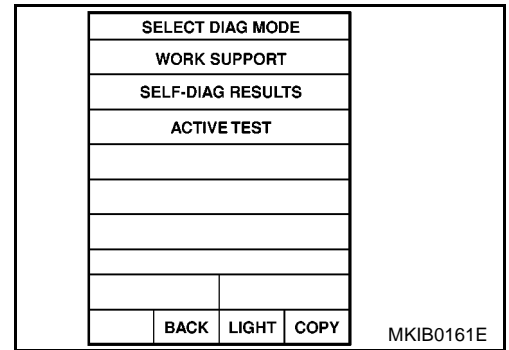 SELECT DIAG MODE
WORK SUPPORT
SELF-DIAG RESULTS
ACTIVE TEST
BACK LIGHT COPY
MKIB0161E